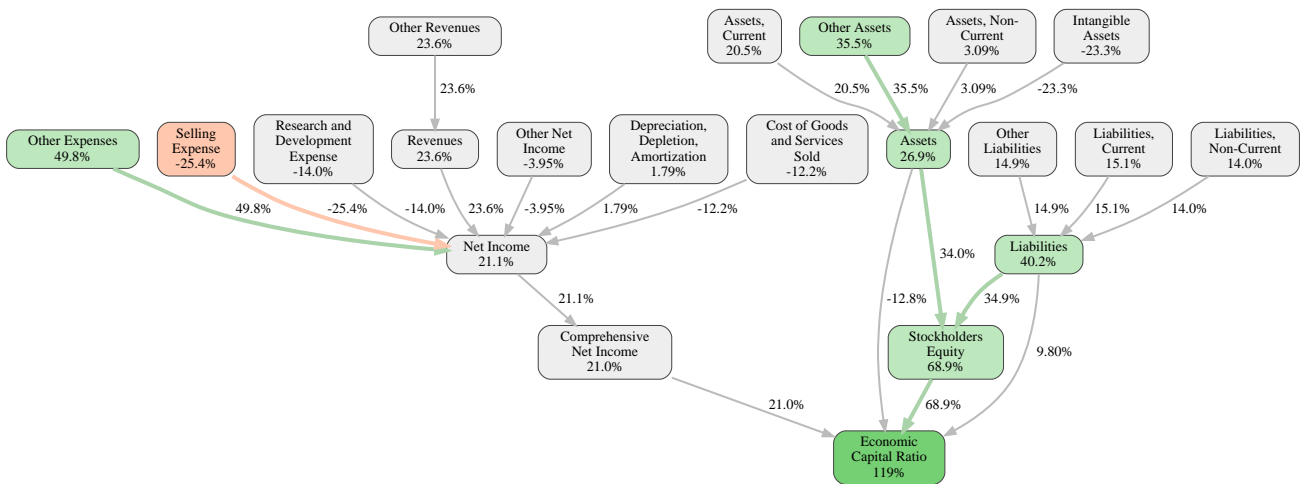 Other Revenues
23.6%
Assets,
Current
20.5%
Other Assets
35.5%
Assets, Non-
Current
3.09%
Intangible
Assets
-23.3%
23.6%
20.5%
35.5%
3.09%
-23.3%
Other Expenses
49.8%
Selling
Expense
-25.4%
Research and
Development
Expense
-14.0%
Revenues
23.6%
Other Net
Income
-3.95%
Depreciation,
Depletion,
Amortization
1.79%
Cost of Goods
and Services
Sold
-12.2%
Assets
26.9%
Other
Liabilities
14.9%
Liabilities,
Current
15.1%
Liabilities,
Non-Current
14.0%
49.8%
-25.4%
-14.0%
23.6%
-3.95%
1.79%
-12.2%
14.9%
15.1%
14.0%
Net Income
21.1%
34.0%
Liabilities
40.2%
21.1%
-12.8%
34.9%
Comprehensive
Net Income
21.0%
Stockholders
Equity
68.9%
9.80%
21.0%
68.9%
Economic
Capital Ratio
119%